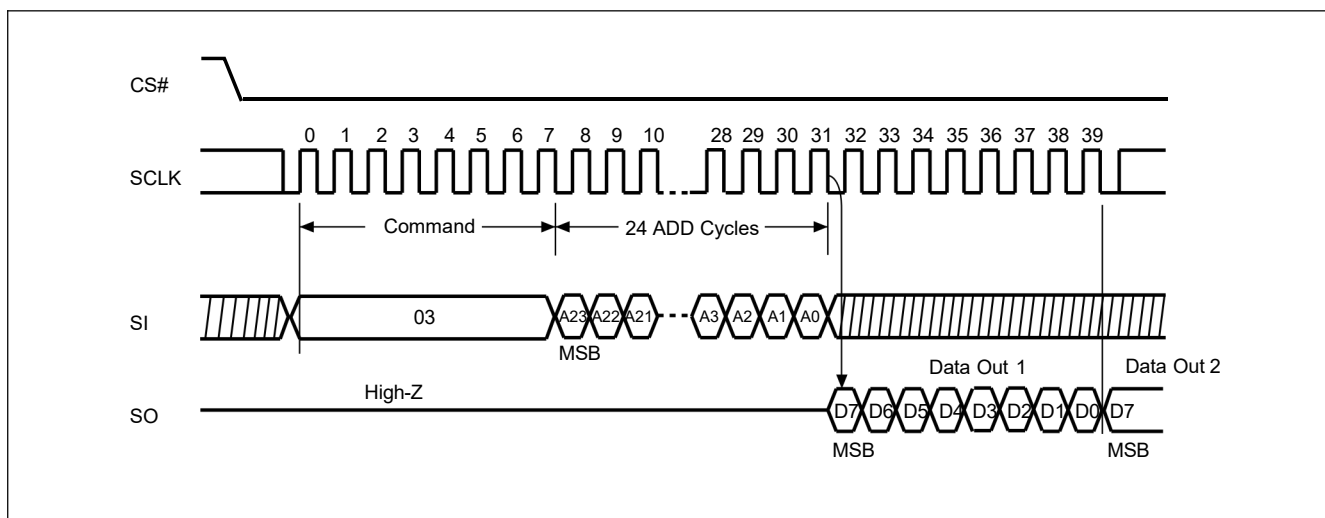 CS#
0 1 2 3 4 5 6 7 8 9 10 28 29 30 31 32 33 34 35 36 37 38 39
SCLK
Command 24 ADD Cycles
SI 03 A23 A22 A21 A3 A2 A1 A0
MSB
Data Out 1 Data Out 2
High-Z
SO D7 D6 D5 D4 D3 D2 D1 D0 D7
MSB MSB